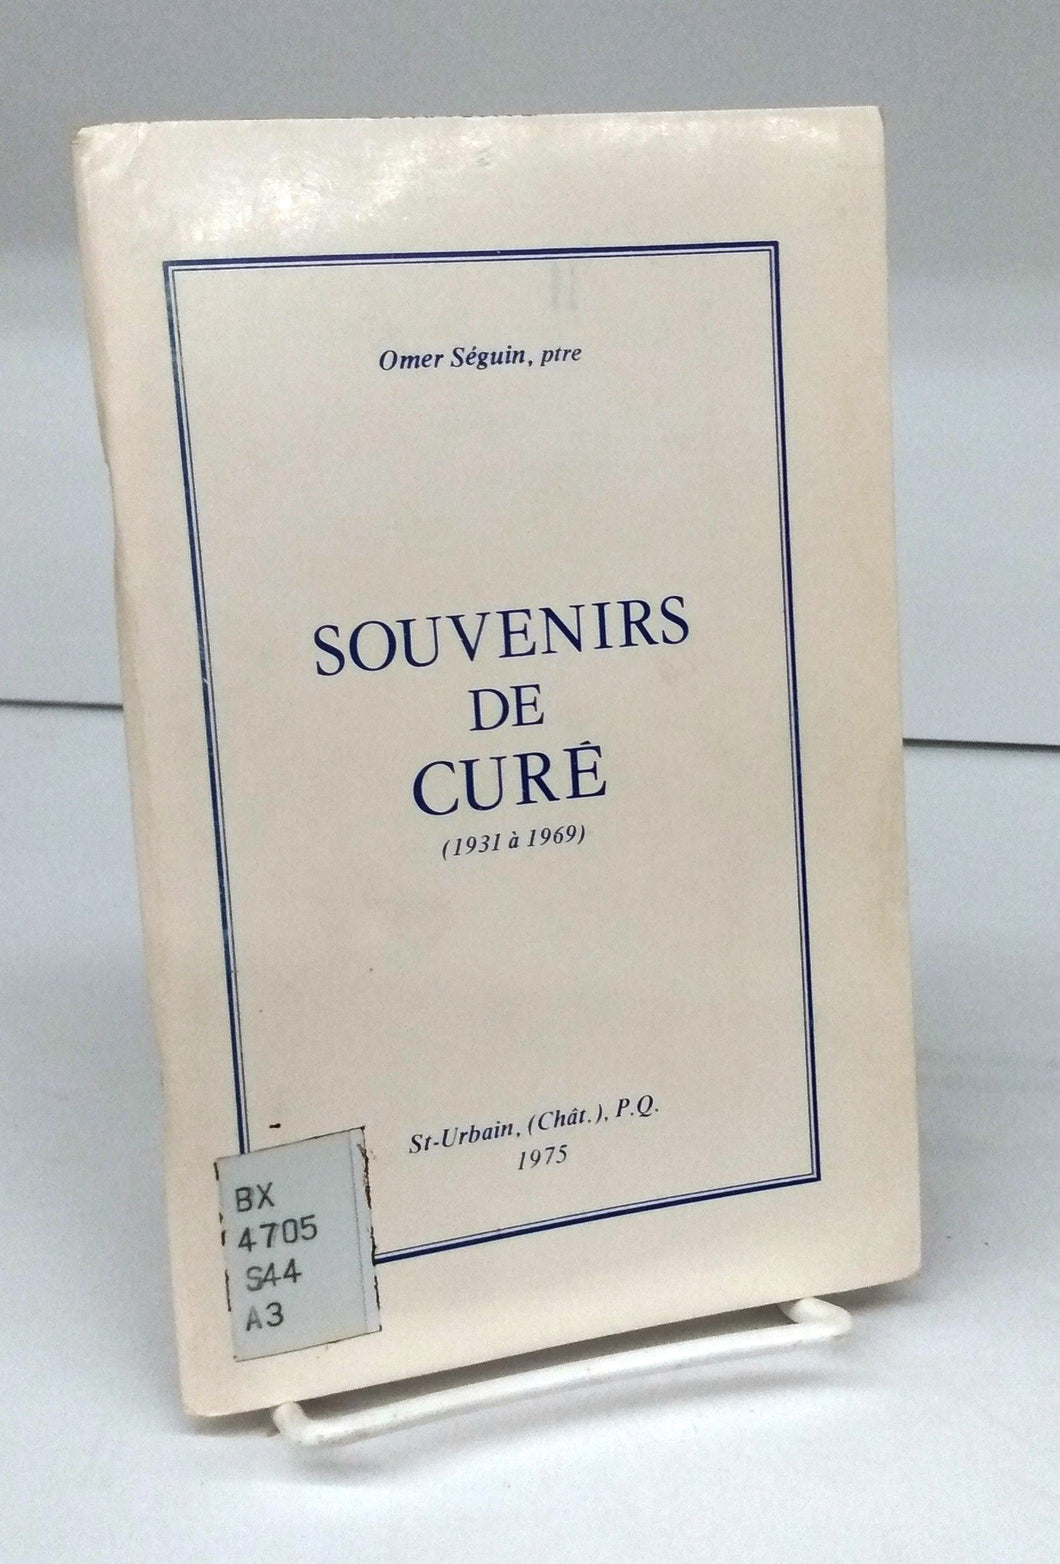 Omer Séguin, ptre
SOUVENIRS
DE
CURÉ
(1931 à 1969)
St-Urbain, (Chât.), P.Q.
1975
BX
4705
S44
A3